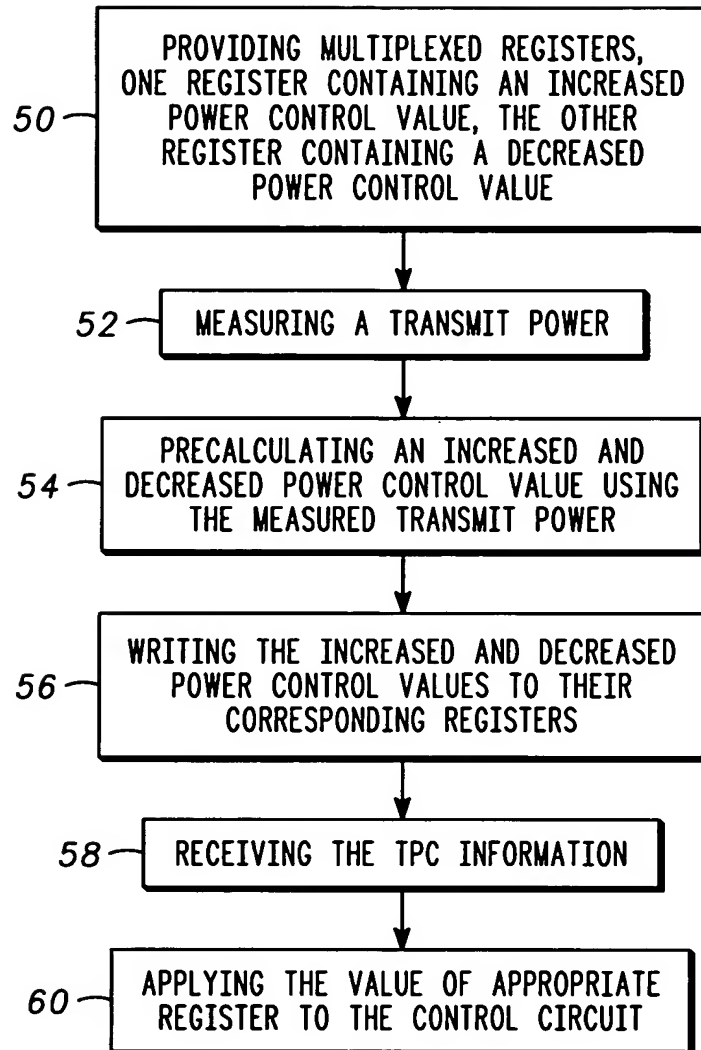 PROVIDING MULTIPLEXED REGISTERS,
ONE REGISTER CONTAINING AN INCREASED
50
POWER CONTROL VALUE, THE OTHER
REGISTER CONTAINING A DECREASED
POWER CONTROL VALUE
52
MEASURING A TRANSMIT POWER
PRECALCULATING AN INCREASED AND
54
DECREASED POWER CONTROL VALUE USING
THE MEASURED TRANSMIT POWER
WRITING THE INCREASED AND DECREASED
56
POWER CONTROL VALUES TO THEIR
CORRESPONDING REGISTERS
58
RECEIVING THE TPC INFORMATION
APPLYING THE VALUE OF APPROPRIATE
60
REGISTER TO THE CONTROL CIRCUIT